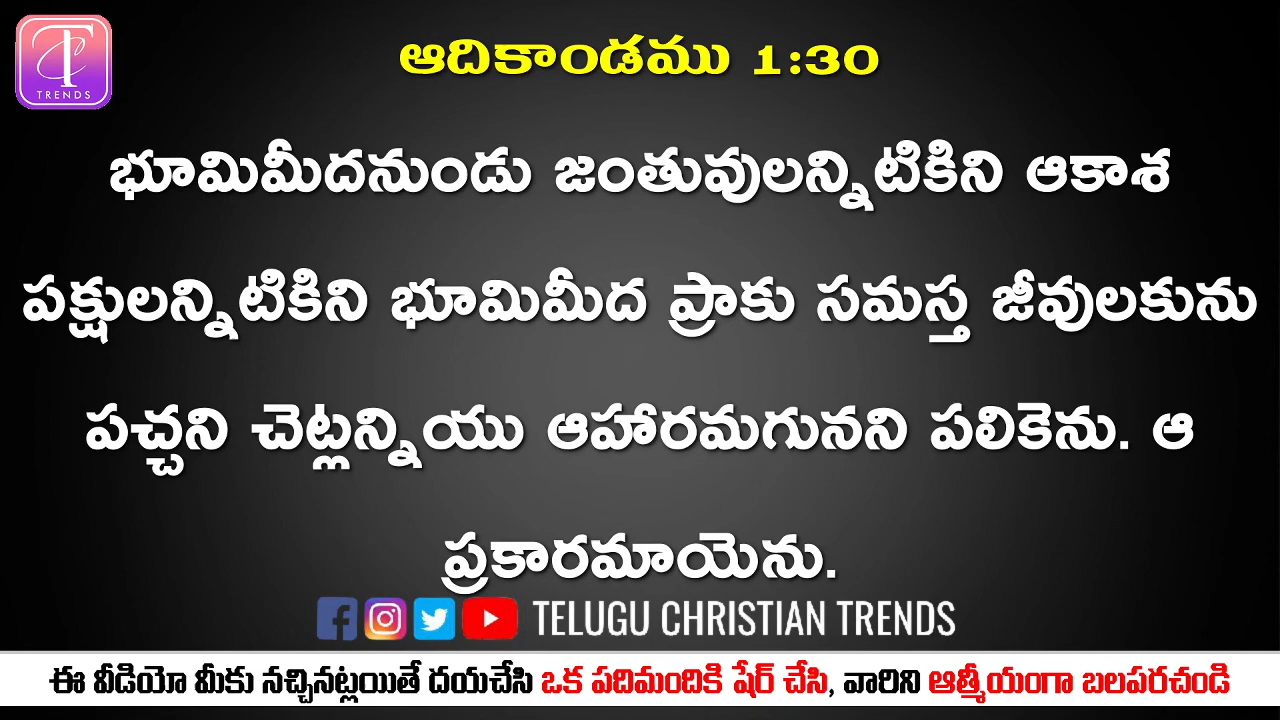 TC
TRENDS
ఆదికాండము 1:30
భూమిమీదనుండు జంతువులన్నిటికిని ఆకాశ
పక్షులన్నిటికిని భూమిమీద ప్రాకు సమస్త జీవులకును
పచ్చని చెట్లన్నియు ఆహారమగునని పలికెను. ఆ
ప్రకారమాయెను.
TELUGU CHRISTIAN TRENDS
ఈ వీడియో మీకు నచ్చినట్లయితే దయచేసి ఒక పదిమందికి షేర్ చేసి, వారిని ఆత్మీయంగా బలపరచండి